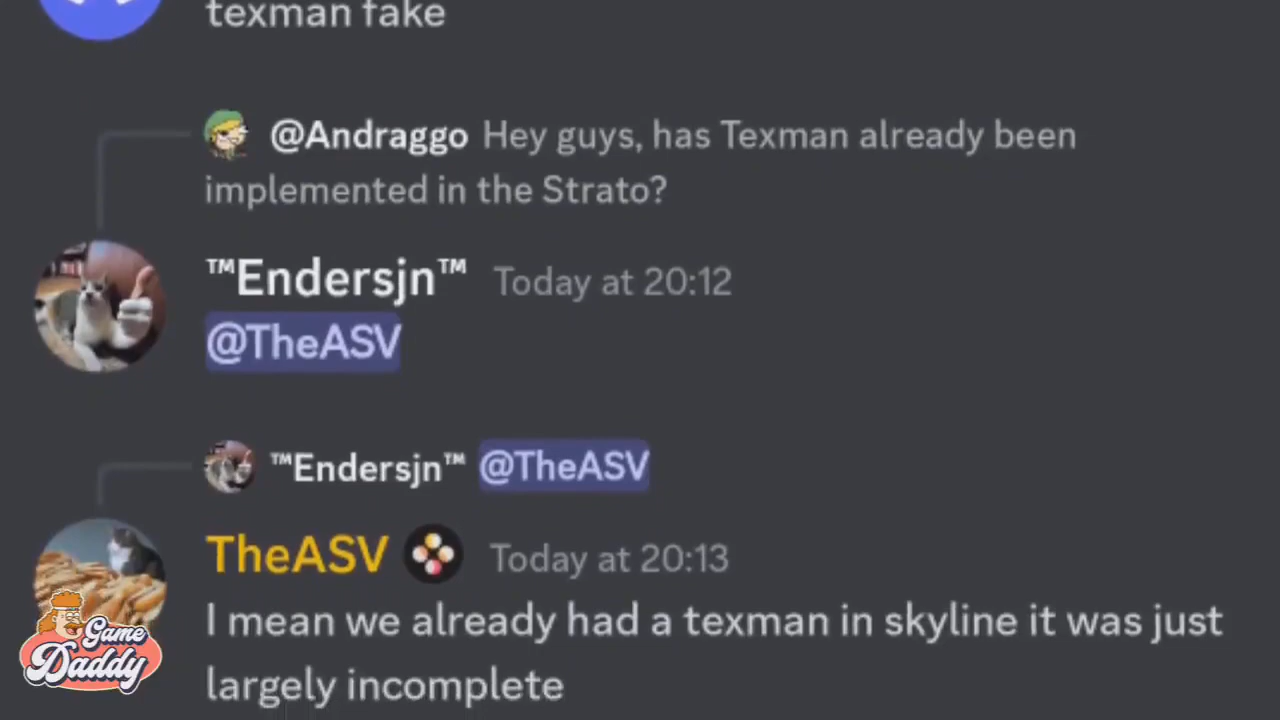 texman fake
@Andraggo Hey guys, has Texman already been
implemented in the Strato?
™Endersjn™ Today at 20:12
@TheASV
™Endersjn™ @TheASV
TheASV Today at 20:13
I mean we already had a texman in skyline it was just
largely incomplete
Game
Daddy